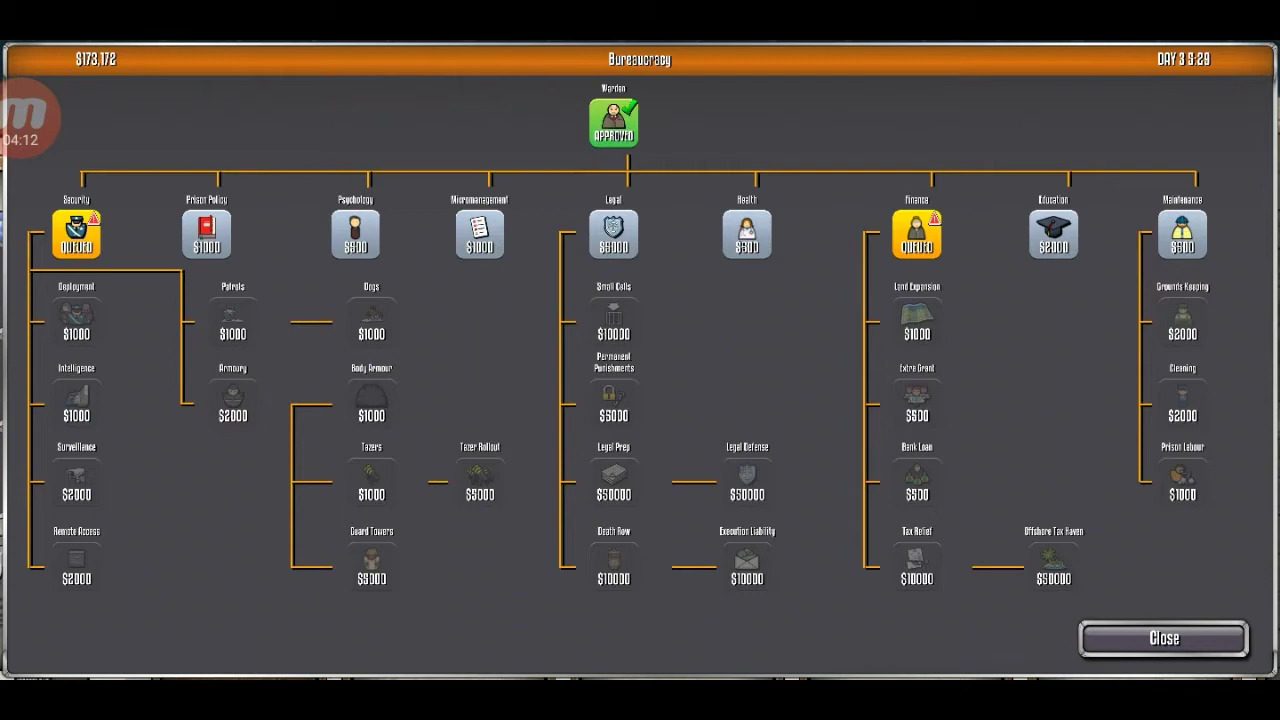 $173,172
Bureaucracy
DAY 3 9:29
m
04:12
Warden
APPROVED
Security
Prison Policy
Psychology
Micromanagement
Legal
Health
Finance
Education
Maintenance
QUEUED
$1000
$500
$1000
$5000
$500
QUEUED
$2000
$500
Deployment
Patrols
Dogs
Small Cells
Land Expansion
Grounds Keeping
$1000
$1000
$1000
$10000
$1000
$2000
Intelligence
Armoury
Body Armour
Permanent
Punishments
Extra Grant
Cleaning
$1000
$2000
$1000
$5000
$500
$2000
Surveillance
Tazers
Tazer Rollout
Legal Prep
Legal Defense
Bank Loan
Prison Labour
$2000
$1000
$5000
$50000
$50000
$500
$1000
Remote Access
Guard Towers
Death Row
Execution Liability
Tax Relief
Offshore Tax Haven
$2000
$5000
$10000
$10000
$10000
$50000
Close